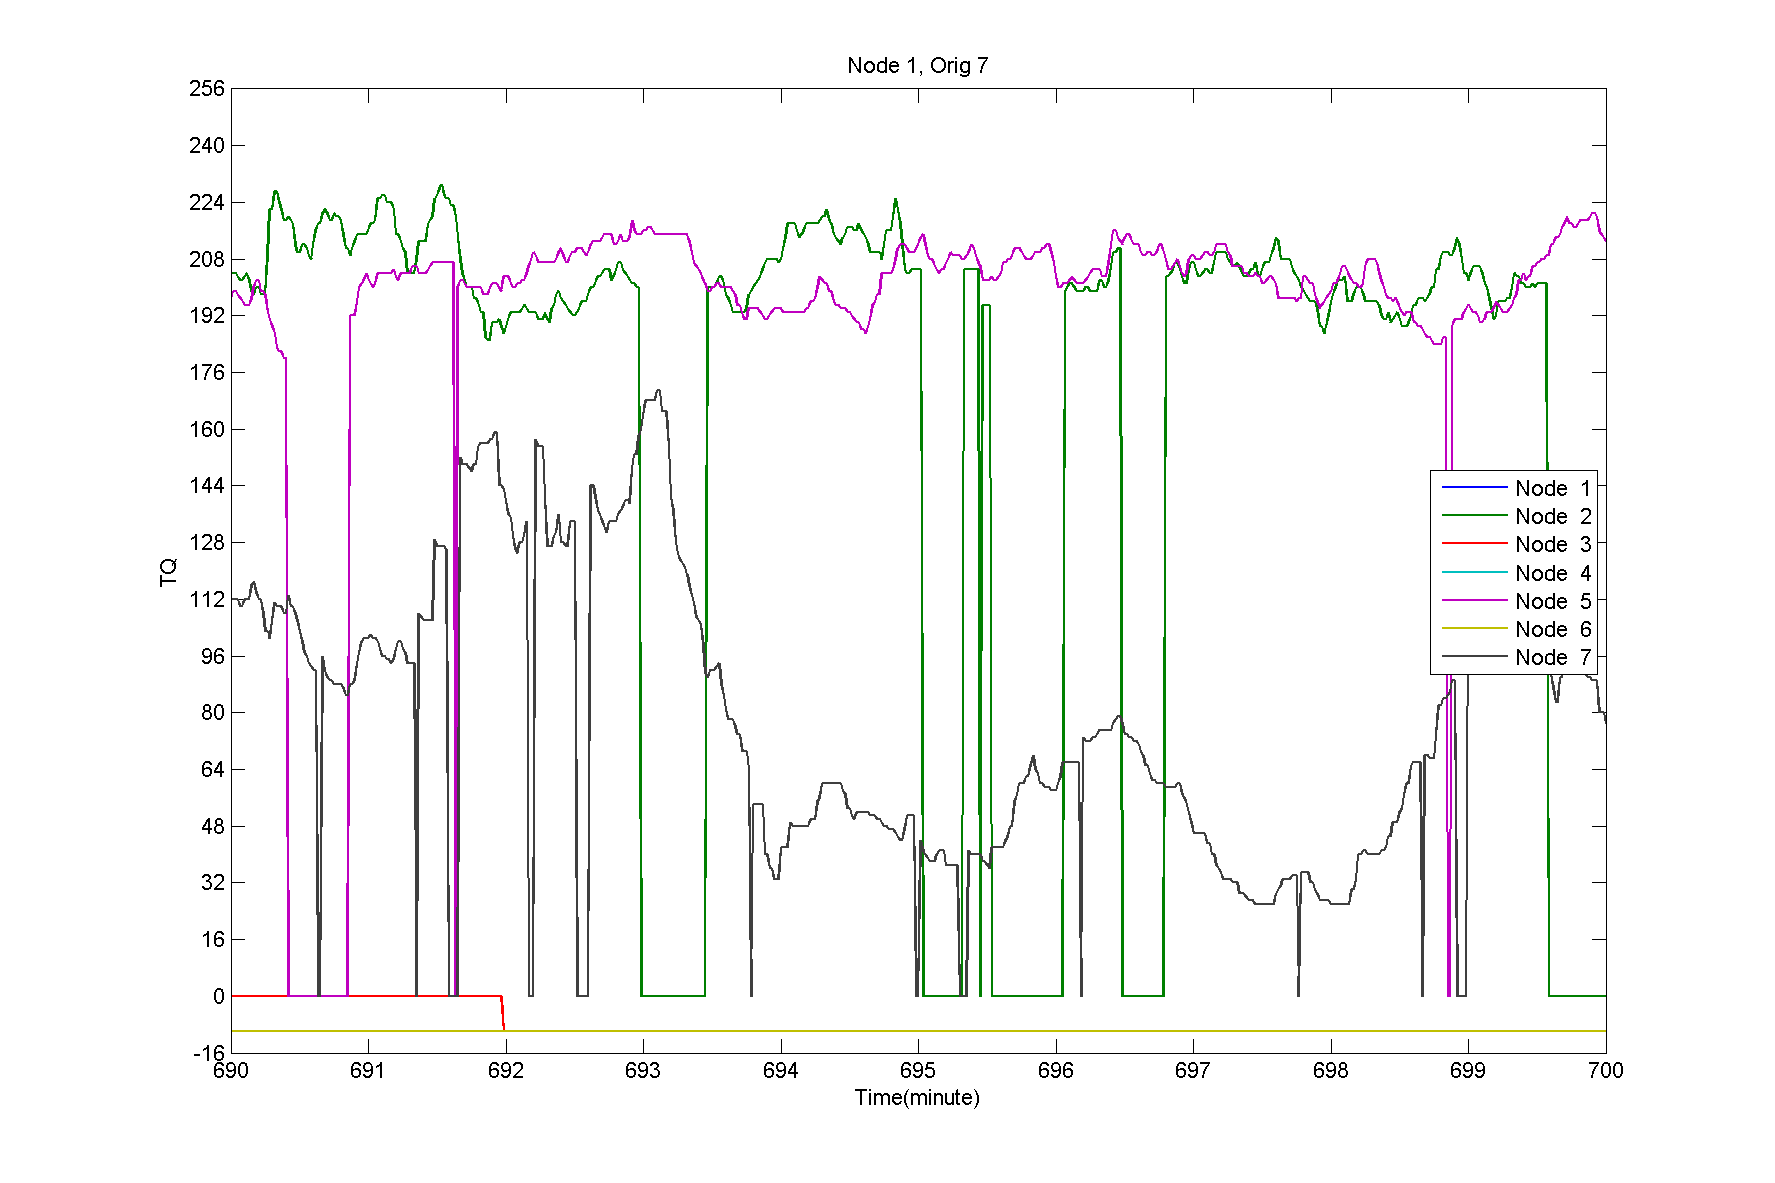 Node 1, Orig 7
256
240
224
208
192
176
160
144
128
112
96
80
64
48
32
16
0
-16
TQ
Node 1
Node 2
Node 3
Node 4
Node 5
Node 6
Node 7
690 691 692 693 694 695 696 697 698 699 700
Time(minute)